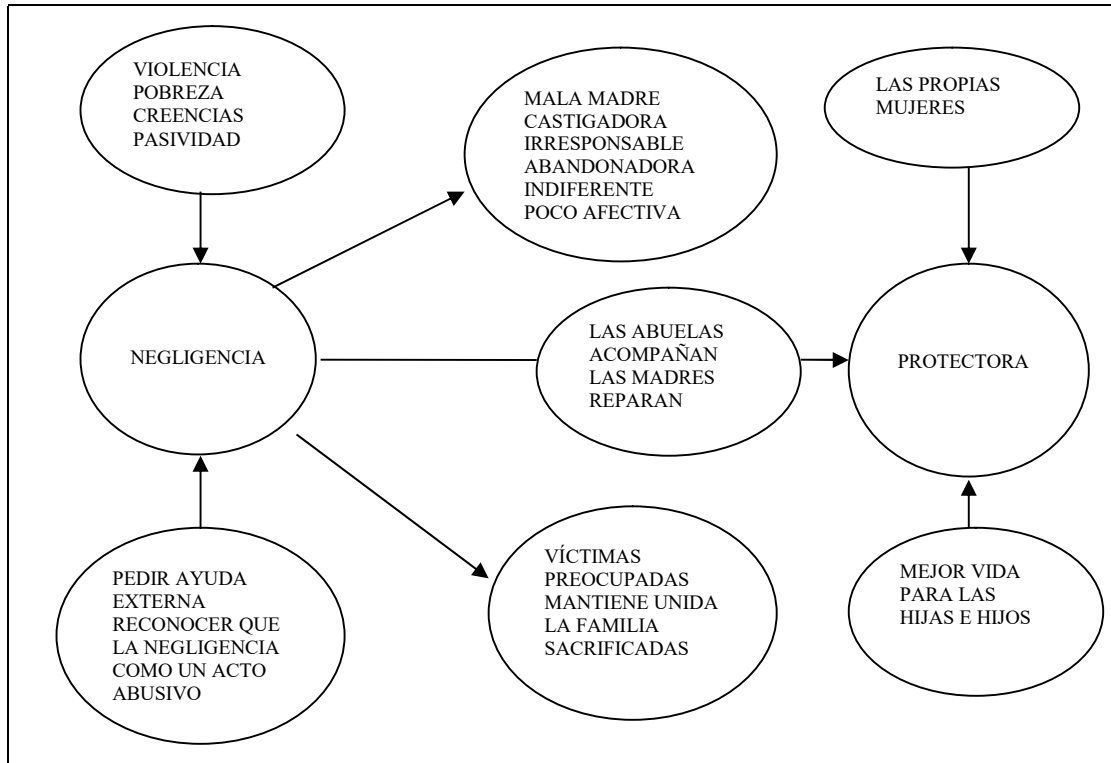 VIOLENCIA
POBREZA
CREENCIAS
PASIVIDAD
MALA MADRE
CASTIGADORA
IRRESPONSABLE
ABANDONADORA
INDIFERENTE
POCO AFECTIVA
LAS PROPIAS
MUJERES
NEGLIGENCIA
LAS ABUELAS
ACOMPAÑAN
LAS MADRES
REPARAN
PROTECTORA
PEDIR AYUDA
EXTERNA
RECONOCER QUE
LA NEGLIGENCIA
COMO UN ACTO
ABUSIVO
VÍCTIMAS
PREOCUPADAS
MANTIENE UNIDA
LA FAMILIA
SACRIFICADAS
MEJOR VIDA
PARA LAS
HIJAS E HIJOS